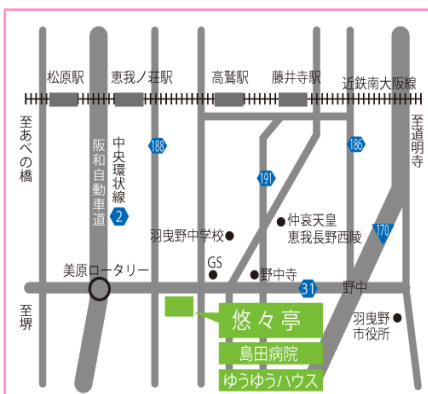 松原駅
恵我ノ荘駅
高鷲駅
藤井寺駅
近鉄南大阪線
至あべの橋
阪和自動車道
中央環状線
2
188
191
186
至道明寺
170
仲哀天皇
恵我長野西陵
羽曳野中学校
美原ロータリー
GS
野中寺
31
野中
至堺
悠々亭
島田病院
ゆうゆうハウス
羽曳野
市役所